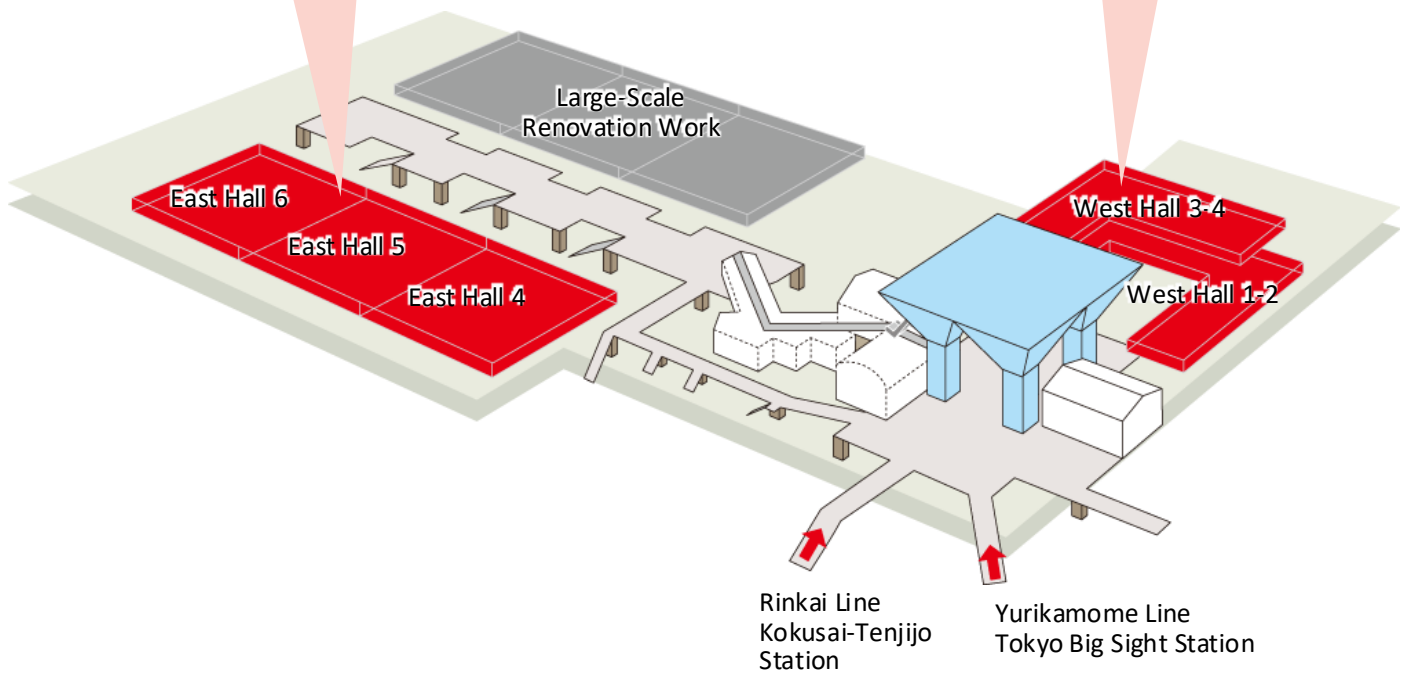 Large-Scale
Renovation Work
East Hall 6
East Hall 5
East Hall 4
West Hall 3-4
West Hall 1-2
Rinkai Line
Kokusai-Tenjijo
Station
Yurikamome Line
Tokyo Big Sight Station